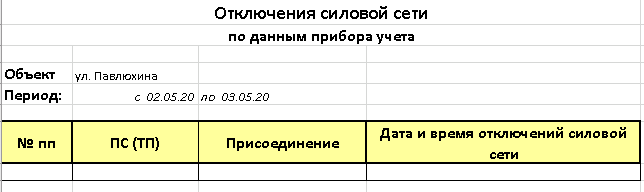 Отключения силовой сети
по данным прибора учета
Объект ул. Павлюхина
Период: с 02.05.20 по 03.05.20
№ пп ПС (ТП) Присоединение Дата и время отключений силовой
сети